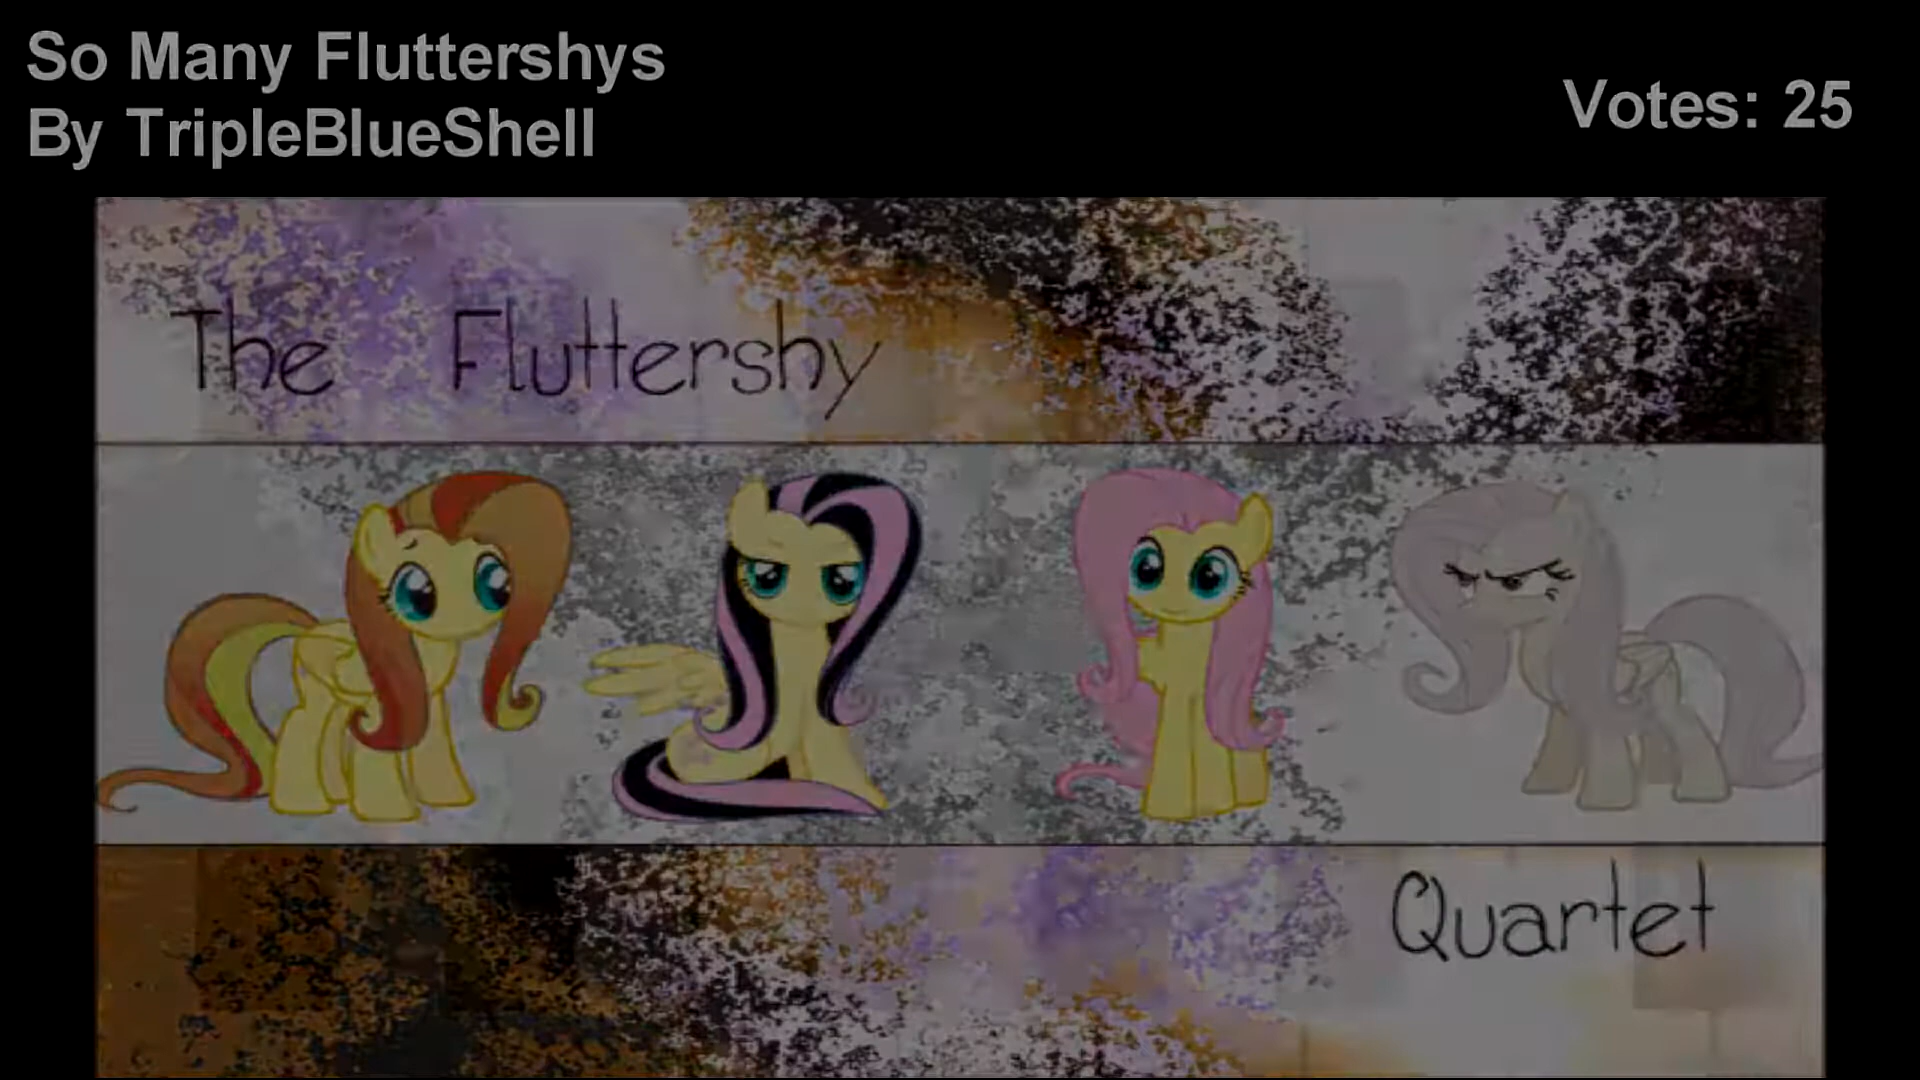 So Many Fluttershys
By TripleBlueShell
Votes: 25
The Fluttershy
Quartet